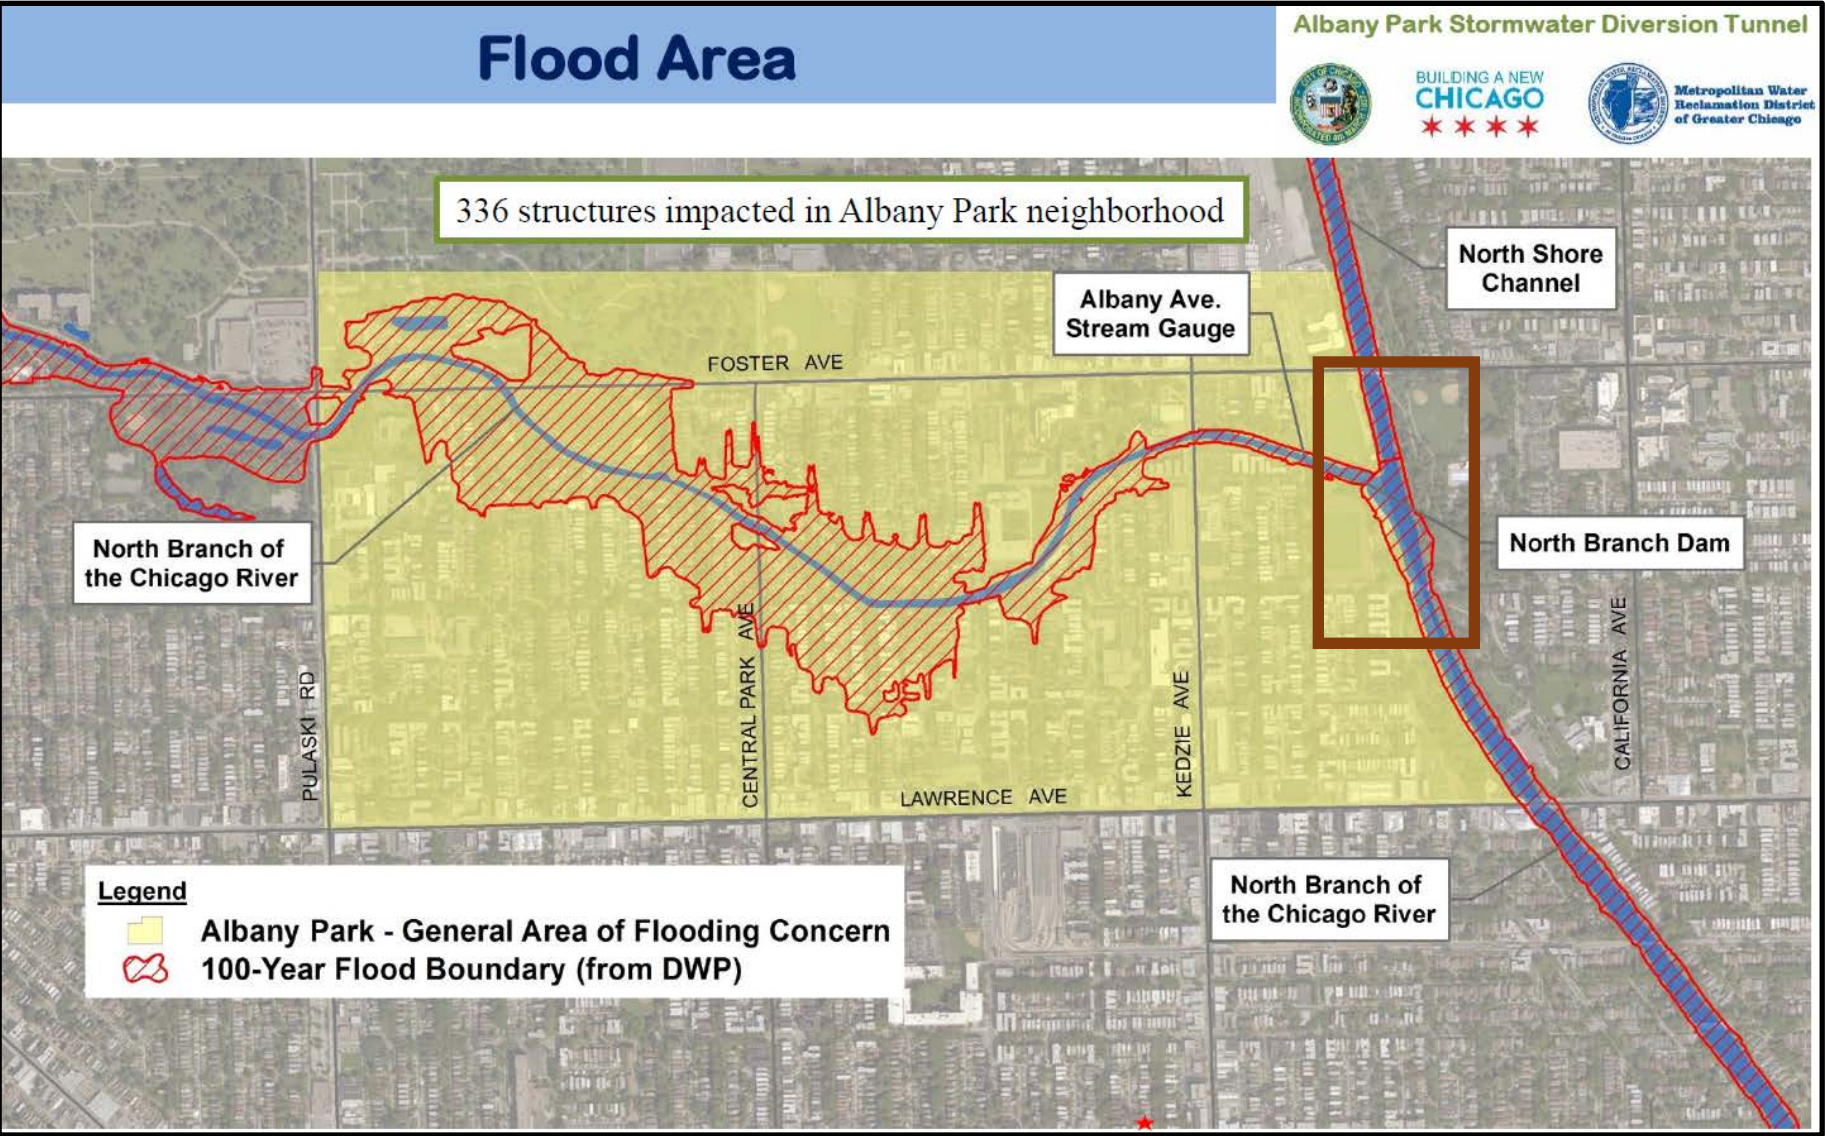 Flood Area
Albany Park Stormwater Diversion Tunnel
BUILDING A NEW
CHICAGO
Metropolitan Water
Reclamation District
of Greater Chicago
336 structures impacted in Albany Park neighborhood
North Shore
Channel
Albany Ave.
Stream Gauge
FOSTER AVE
North Branch of
the Chicago River
North Branch Dam
PULASKI RD
CENTRAL PARK AVE
KEDZIE AVE
CALIFORNIA AVE
LAWRENCE AVE
North Branch of
the Chicago River
Legend
Albany Park - General Area of Flooding Concern
100-Year Flood Boundary (from DWP)